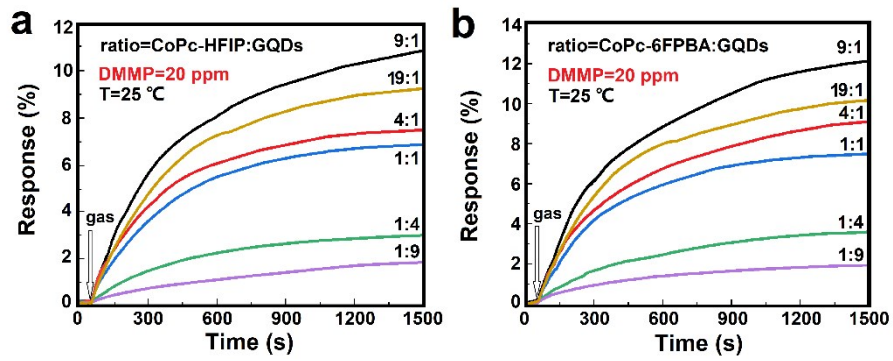 a
ratio=CoPc-HFIP:GQDs
DMMP=20 ppm
T=25 ℃
9:1
19:1
4:1
1:1
1:4
1:9
gas
Response (%)
12
10
8
6
4
2
0
0 300 600 900 1200 1500
Time (s)
b
ratio=CoPc-6FPBA:GQDs
DMMP=20 ppm
T=25 ℃
9:1
19:1
4:1
1:1
1:4
1:9
gas
Response (%)
14
12
10
8
6
4
2
0
0 300 600 900 1200 1500
Time (s)